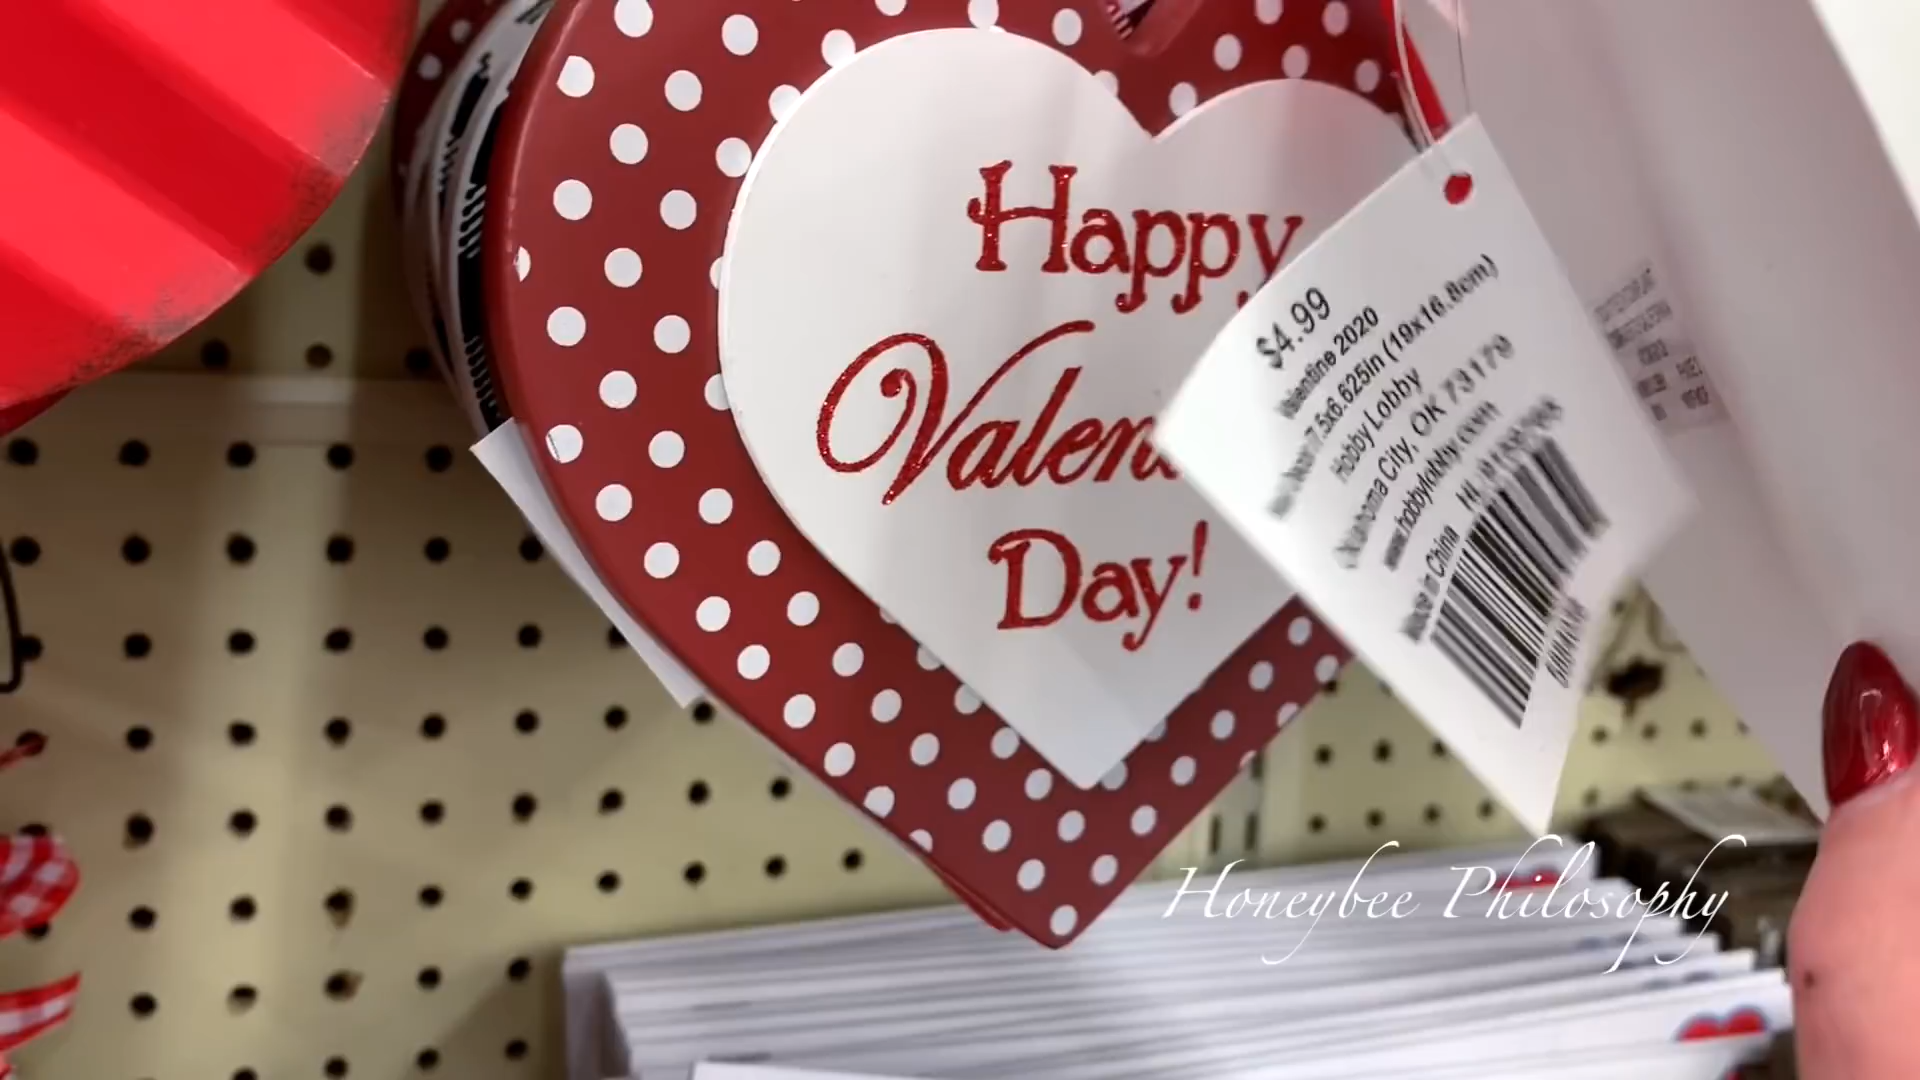 Happy
Valen
Day!
$4.99
Valentine 2020
7.5x6.625in (19x16.8cm)
Hobby Lobby
Oklahoma City, OK 73179
www.hobbylobby.com
Made in China
Honeybee Philosophy